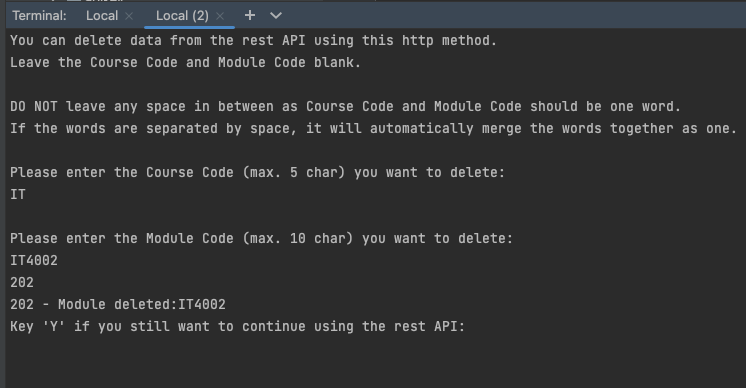 Terminal: Local × Local (2) × +
You can delete data from the rest API using this http method.
Leave the Course Code and Module Code blank.
DO NOT leave any space in between as Course Code and Module Code should be one word.
If the words are separated by space, it will automatically merge the words together as one.
Please enter the Course Code (max. 5 char) you want to delete:
IT
Please enter the Module Code (max. 10 char) you want to delete:
IT4002
202
202 - Module deleted:IT4002
Key 'Y' if you still want to continue using the rest API: